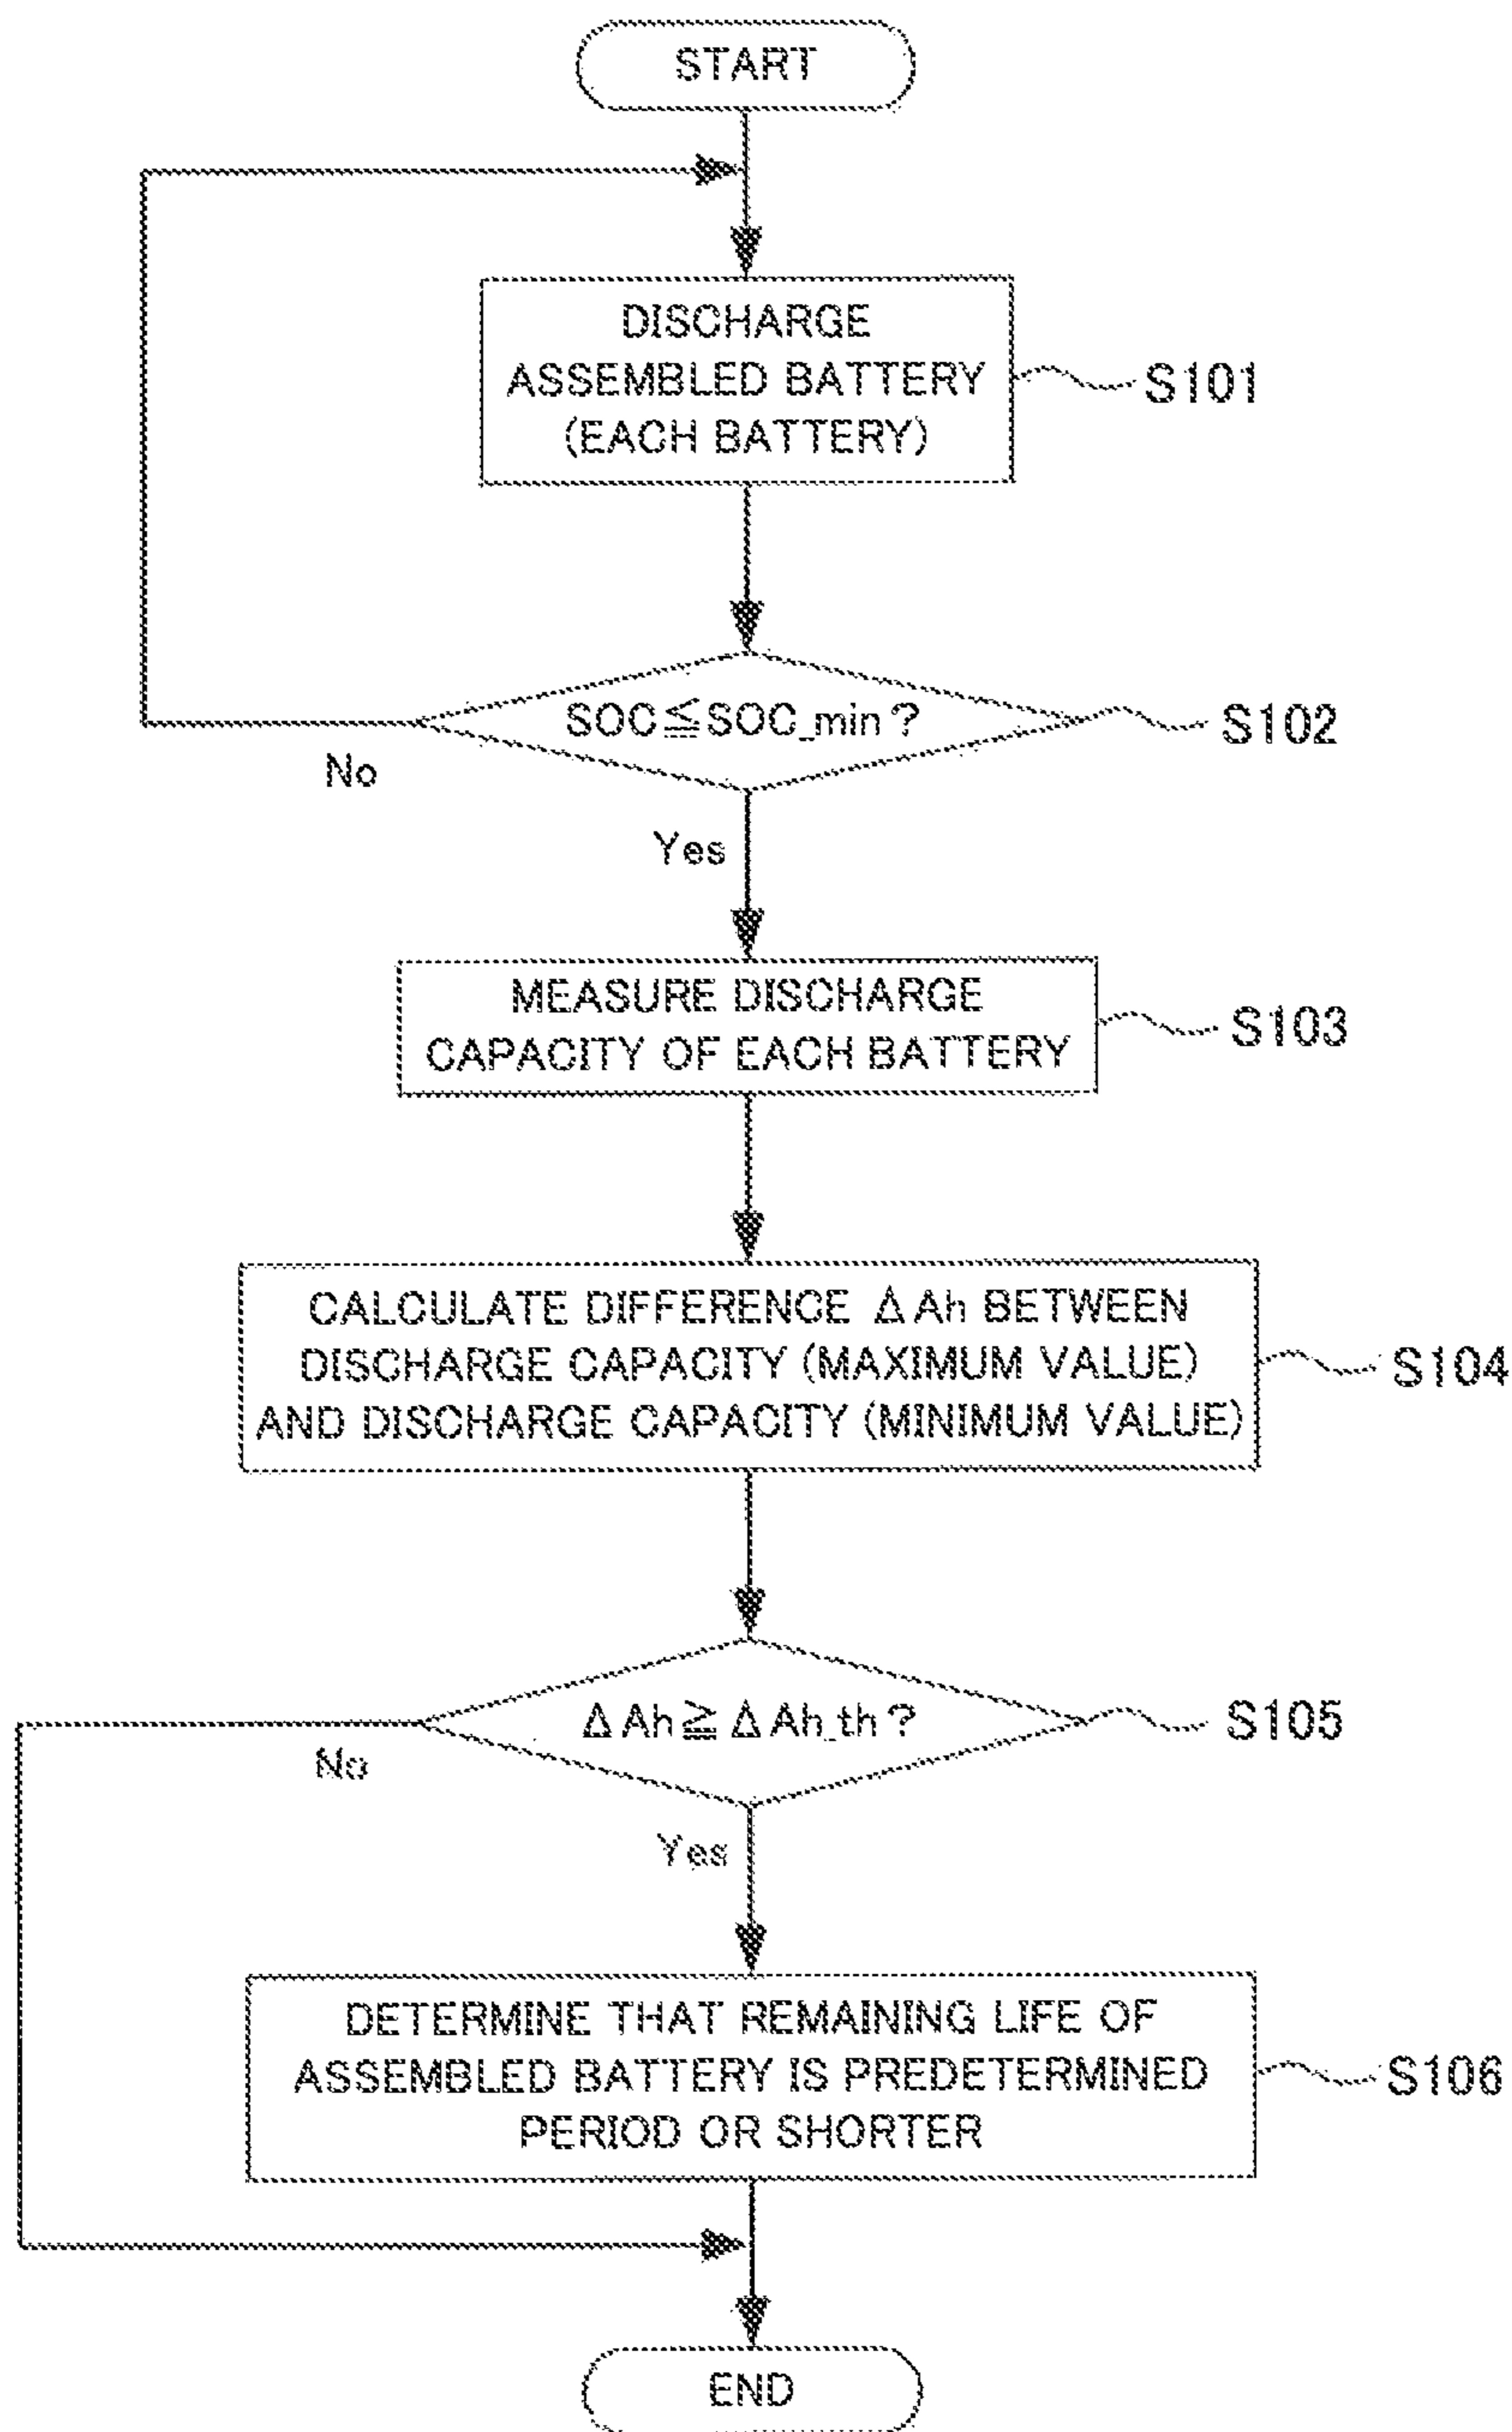 START
DISCHARGE
ASSEMBLED BATTERY
(EACH BATTERY)
S101
SOC≦SOC_min?
S102
No
Yes
MEASURE DISCHARGE
CAPACITY OF EACH BATTERY
S103
CALCULATE DIFFERENCE ΔAh BETWEEN
DISCHARGE CAPACITY (MAXIMUM VALUE)
AND DISCHARGE CAPACITY (MINIMUM VALUE)
S104
ΔAh≧ΔAh_th?
S105
No
Yes
DETERMINE THAT REMAINING LIFE OF
ASSEMBLED BATTERY IS PREDETERMINED
PERIOD OR SHORTER
S106
END